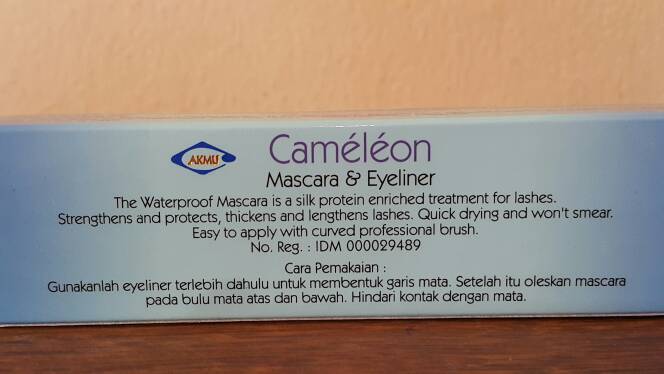 AKMU
Caméléon
Mascara & Eyeliner
The Waterproof Mascara is a silk protein enriched treatment for lashes.
Strengthens and protects, thickens and lengthens lashes. Quick drying and won't smear.
Easy to apply with curved professional brush.
No. Reg. : IDM 000029489
Cara Pemakaian :
Gunakanlah eyeliner terlebih dahulu untuk membentuk garis mata. Setelah itu oleskan mascara
pada bulu mata atas dan bawah. Hindari kontak dengan mata.